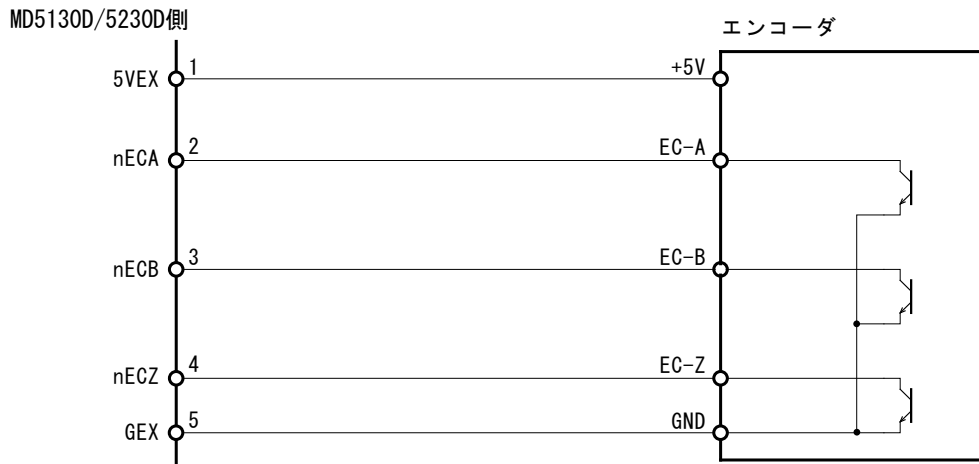 MD5130D/5230D側
エンコーダ
5VEX 1 +5V
nECA 2 EC-A
nECB 3 EC-B
nECZ 4 EC-Z
GEX 5 GND